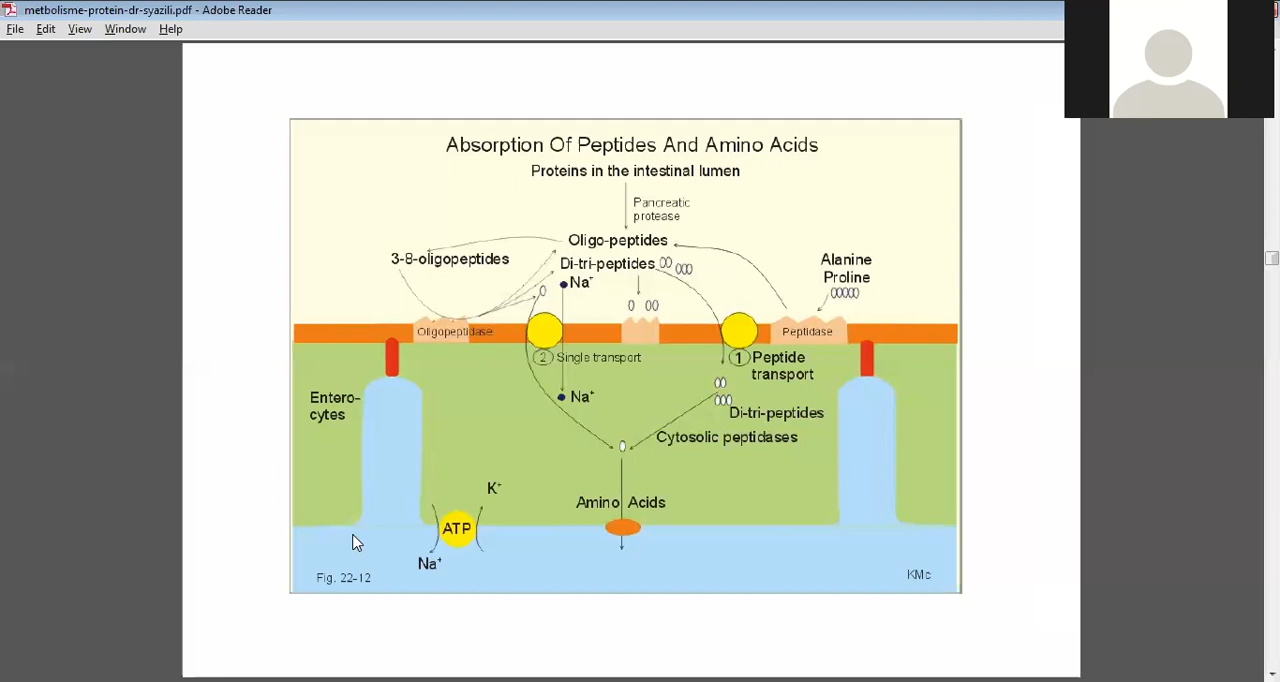 metbolisme-protein-dr-syazili.pdf - Adobe Reader
File Edit View Window Help
Absorption Of Peptides And Amino Acids
Proteins in the intestinal lumen
Pancreatic
protease
Oligo-peptides
3-8-oligopeptides
Di-tri-peptides
Na+
Alanine
Proline
Oligopeptidase
Peptidase
2 Single transport
1 Peptide
transport
Entero-
cytes
Na+
Di-tri-peptides
Cytosolic peptidases
K+
Amino Acids
ATP
Na+
Fig. 22-12
KMc